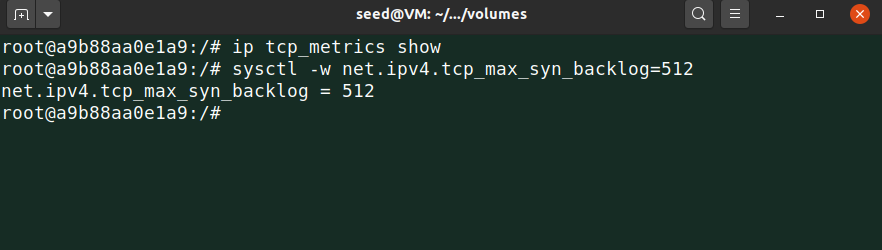 seed@VM: ~/.../volumes
root@a9b88aa0e1a9:/# ip tcp_metrics show
root@a9b88aa0e1a9:/# sysctl -w net.ipv4.tcp_max_syn_backlog=512
net.ipv4.tcp_max_syn_backlog = 512
root@a9b88aa0e1a9:/#